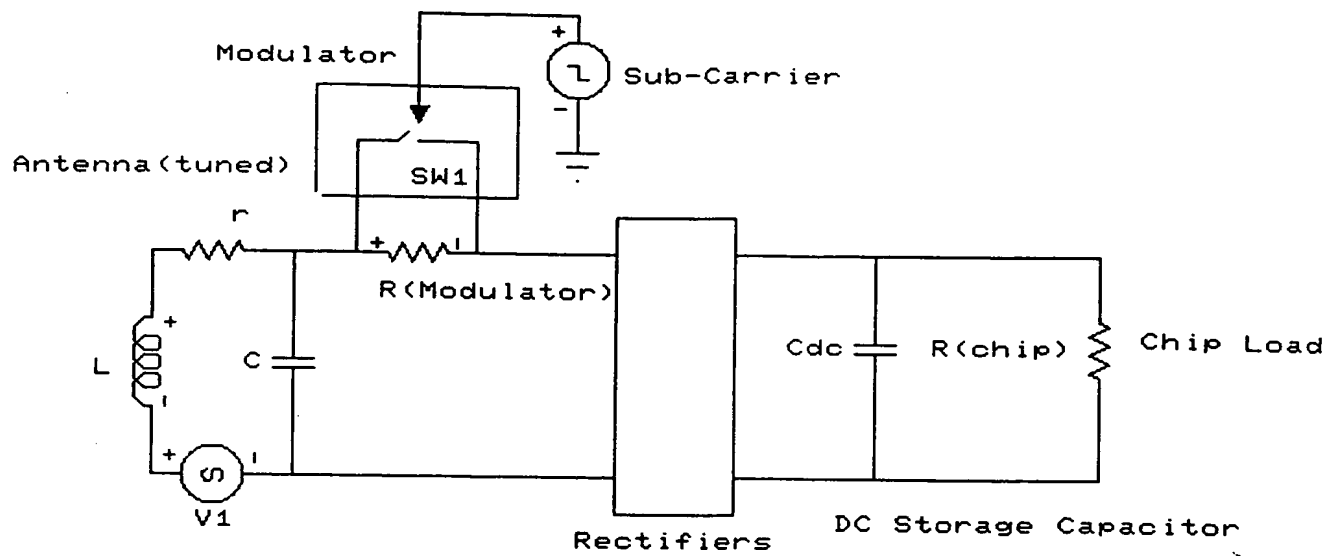 Modulator
+
Sub-Carrier
-
Antenna(tuned)
SW1
r
+ -
R(Modulator)
+
L
-
C
Cdc
R(chip)
Chip Load
+ S -
V1
Rectifiers
DC Storage Capacitor